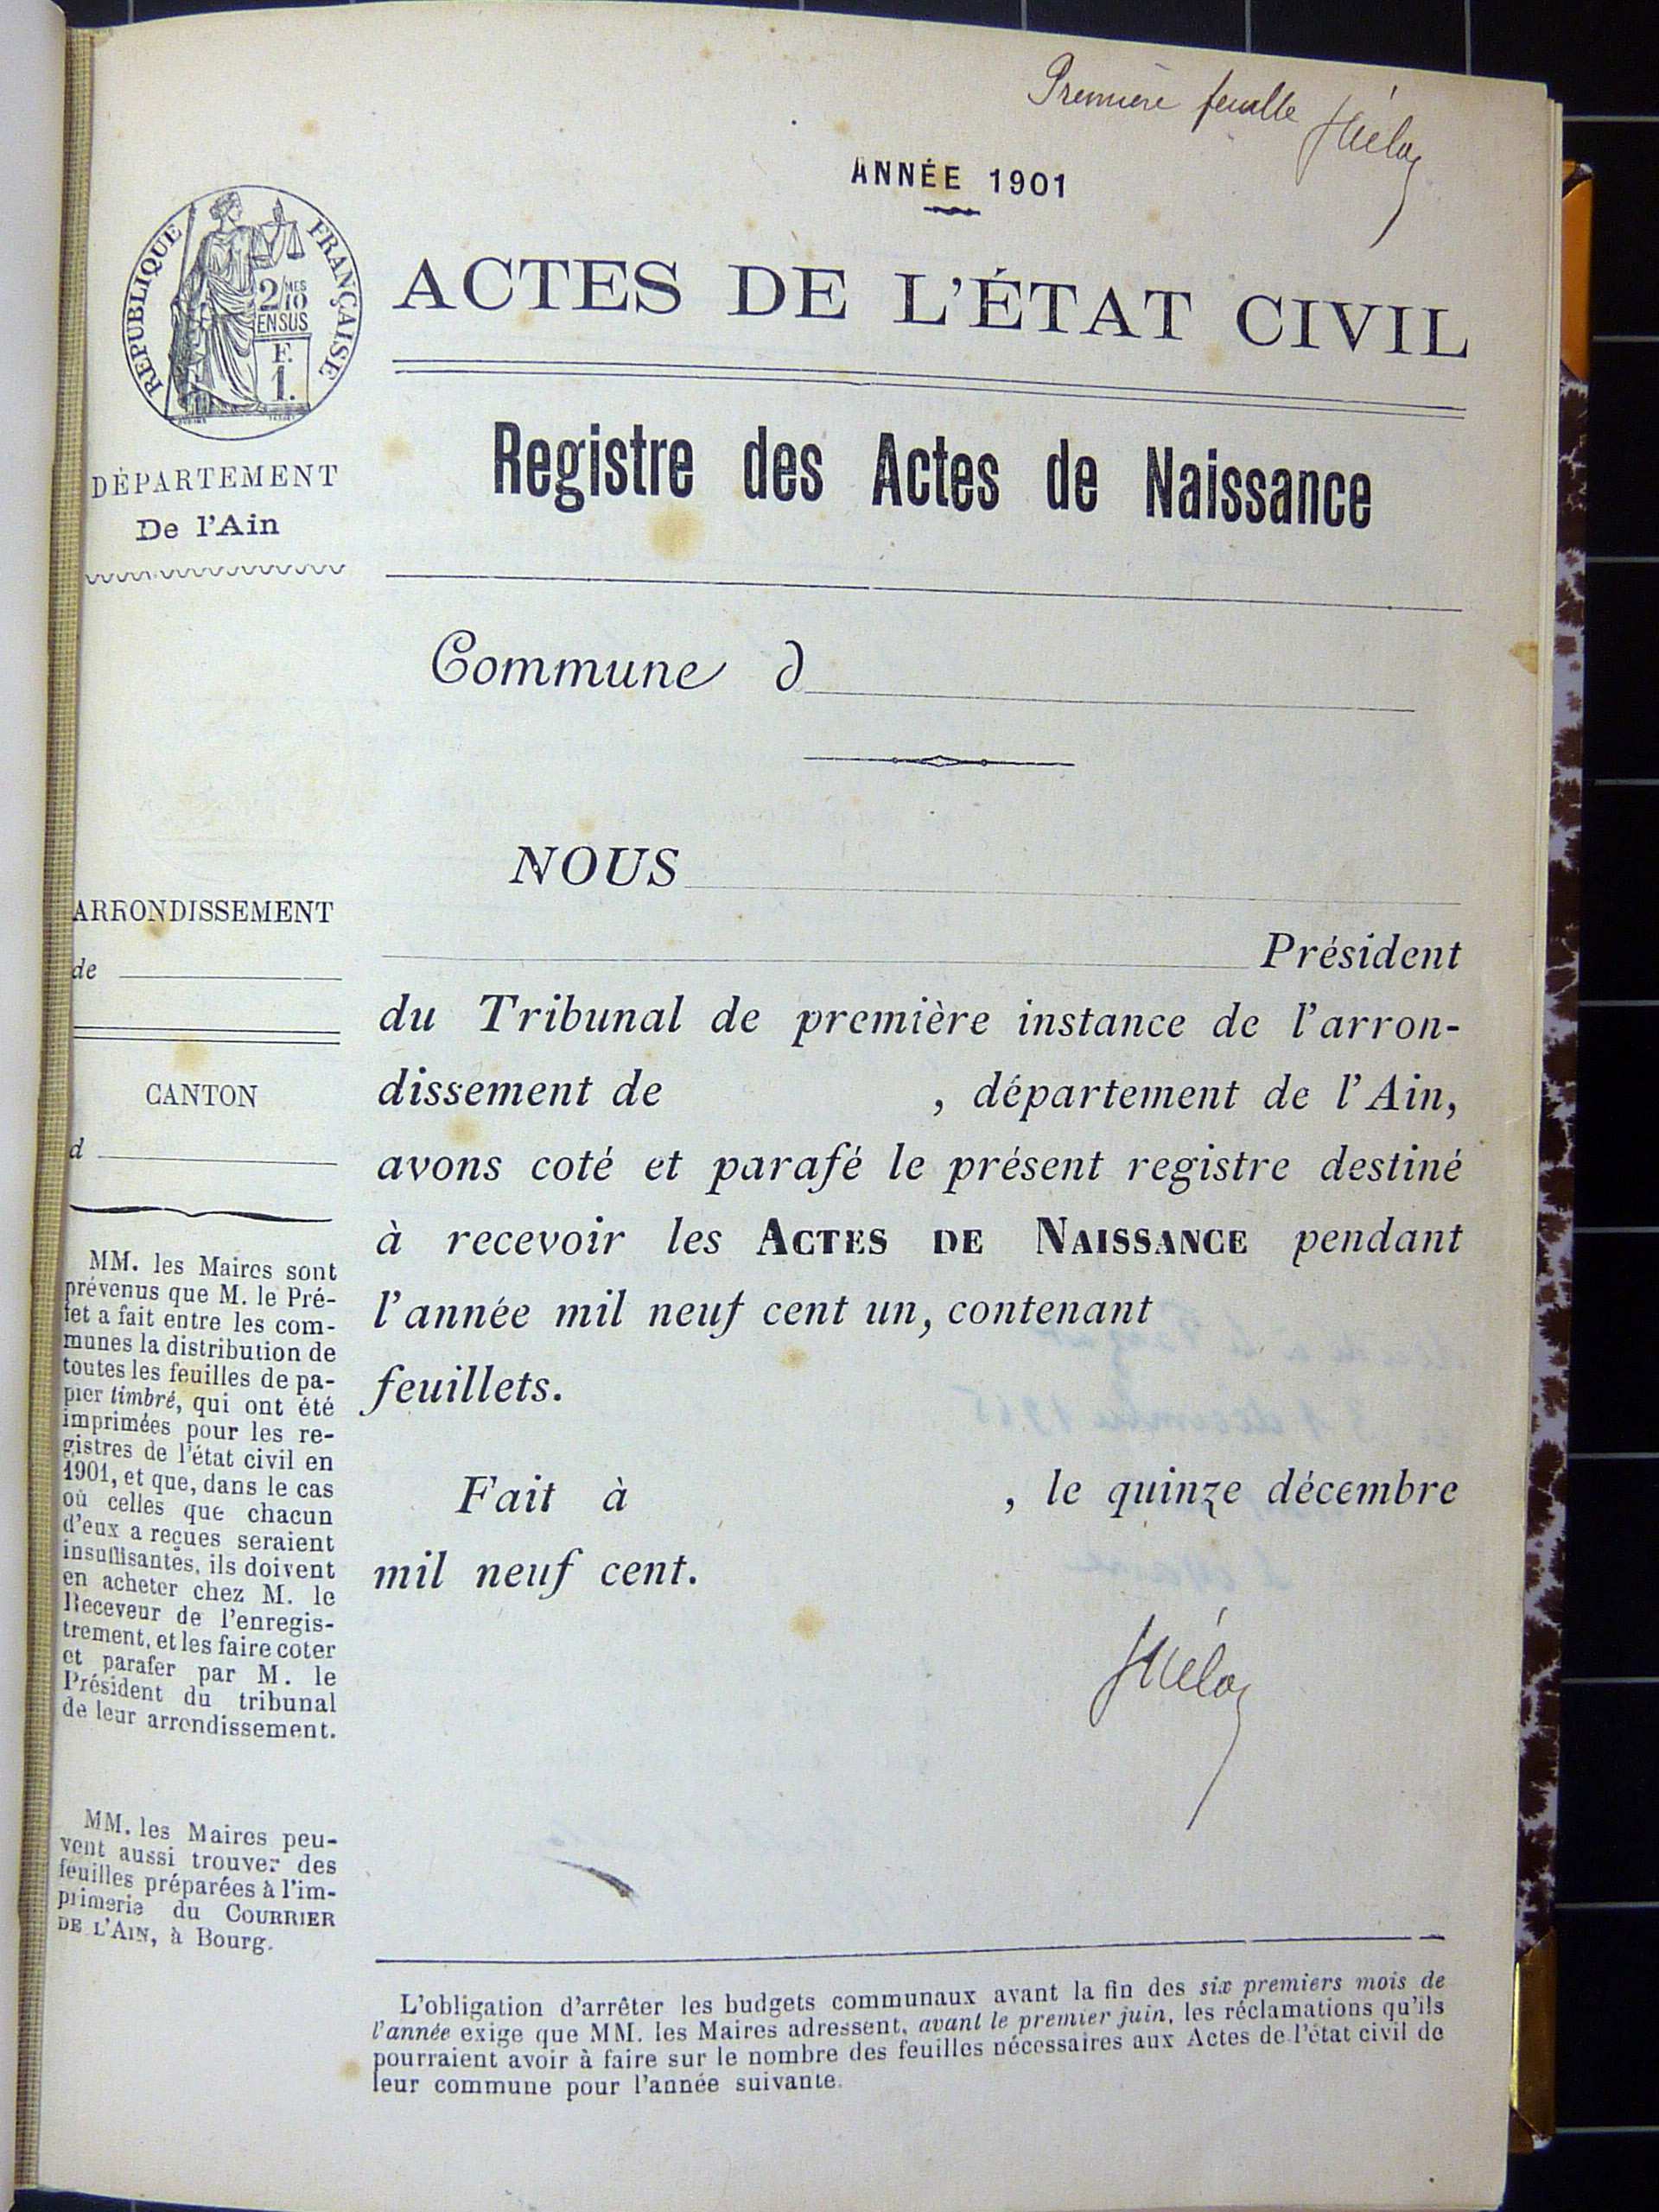 Première feuille
ANNÉE 1901
RÉPUBLIQUE FRANÇAISE
2/MES
10
EN SUS
F.
1.
ACTES DE L'ÉTAT CIVIL
DÉPARTEMENT
De l'Ain
Registre des Actes de Naissance
Commune d
NOUS
Président
du Tribunal de première instance de l'arron-
dissement de , département de l'Ain,
avons coté et parafé le présent registre destiné
à recevoir les ACTES DE NAISSANCE pendant
l'année mil neuf cent un, contenant
feuillets.
Fait à , le quinze décembre
mil neuf cent.
ARRONDISSEMENT
de
CANTON
d
MM. les Maires sont
prévenus que M. le Pré-
fet a fait entre les com-
munes la distribution de
toutes les feuilles de pa-
pier timbré, qui ont été
imprimées pour les re-
gistres de l'état civil en
1901, et que, dans le cas
où celles que chacun
d'eux a reçues seraient
insuffisantes, ils doivent
en acheter chez M. le
Receveur de l'enregis-
trement, et les faire coter
et parafer par M. le
Président du tribunal
de leur arrondissement.
MM. les Maires peu-
vent aussi trouver des
feuilles préparées à l'im-
primerie du COURRIER
DE L'AIN, à Bourg.
L'obligation d'arrêter les budgets communaux avant la fin des six premiers mois de
l'année exige que MM. les Maires adressent, avant le premier juin, les réclamations qu'ils
pourraient avoir à faire sur le nombre des feuilles nécessaires aux Actes de l'état civil de
leur commune pour l'année suivante.